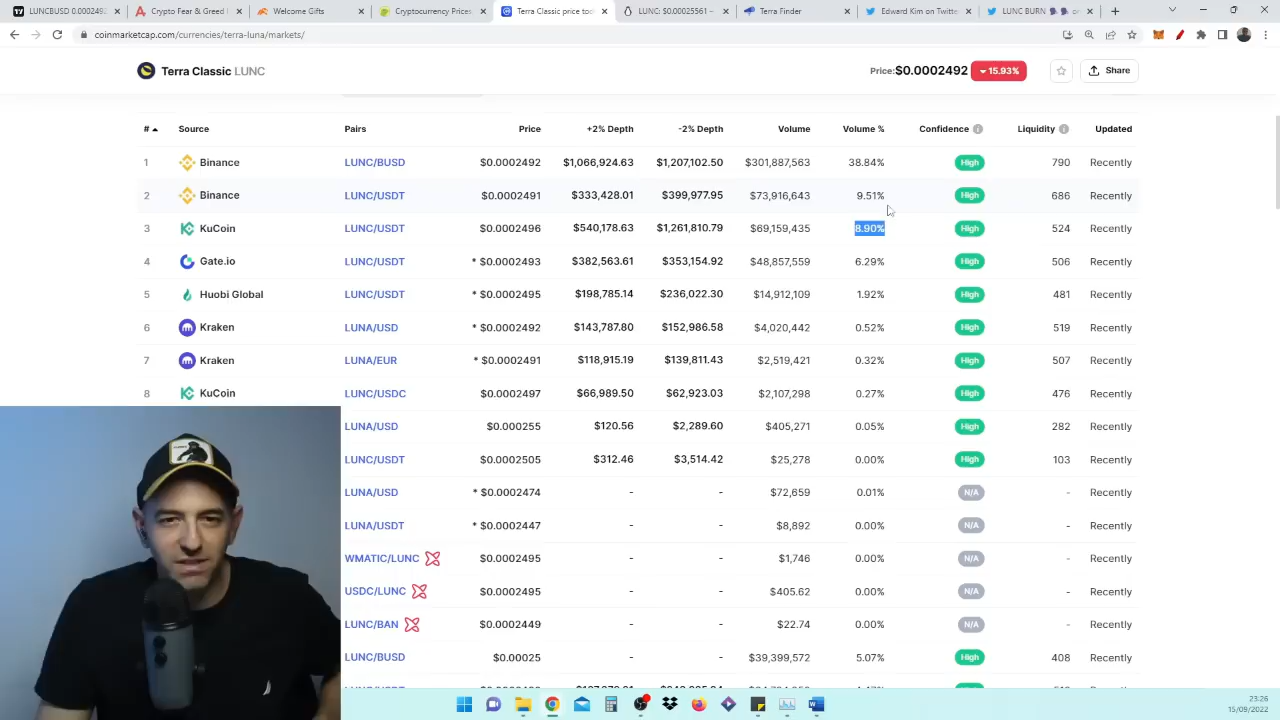 LUNCBUSD 0.0002492
Crypto Fear & Greed I
Welcome Gifts
Cryptocurrency Prices
Terra Classic price to
LUNC: $0.00025561 -
Terra Finder
Edward Kim on Twitter
LUNC BURN
coinmarketcap.com/currencies/terra-luna/markets/
Terra Classic LUNC
Price:$0.0002492 15.93%
Share
# Source Pairs Price +2% Depth -2% Depth Volume Volume % Confidence Liquidity Updated
1 Binance LUNC/BUSD $0.0002492 $1,066,924.63 $1,207,102.50 $301,887,563 38.84% High 790 Recently
2 Binance LUNC/USDT $0.0002491 $333,428.01 $399,977.95 $73,916,643 9.51% High 686 Recently
3 KuCoin LUNC/USDT $0.0002496 $540,178.63 $1,261,810.79 $69,159,435 8.90% High 524 Recently
4 Gate.io LUNC/USDT * $0.0002493 $382,563.61 $353,154.92 $48,857,559 6.29% High 506 Recently
5 Huobi Global LUNC/USDT * $0.0002495 $198,785.14 $236,022.30 $14,912,109 1.92% High 481 Recently
6 Kraken LUNA/USD * $0.0002492 $143,787.80 $152,986.58 $4,020,442 0.52% High 519 Recently
7 Kraken LUNA/EUR * $0.0002491 $118,915.19 $139,811.43 $2,519,421 0.32% High 507 Recently
8 KuCoin LUNC/USDC $0.0002497 $66,989.50 $62,923.03 $2,107,298 0.27% High 476 Recently
LUNA/USD $0.000255 $120.56 $2,289.60 $405,271 0.05% High 282 Recently
LUNC/USDT $0.0002505 $312.46 $3,514.42 $25,278 0.00% High 103 Recently
LUNA/USD * $0.0002474 - - $72,659 0.01% N/A - Recently
LUNA/USDT * $0.0002447 - - $8,892 0.00% N/A - Recently
WMATIC/LUNC $0.0002495 - - $1,746 0.00% N/A - Recently
USDC/LUNC $0.0002495 - - $405.62 0.00% N/A - Recently
LUNC/BAN $0.0002449 - - $22.74 0.00% N/A - Recently
LUNC/BUSD $0.00025 $39,399,572 5.07% High 408 Recently
23.26
15/09/2022